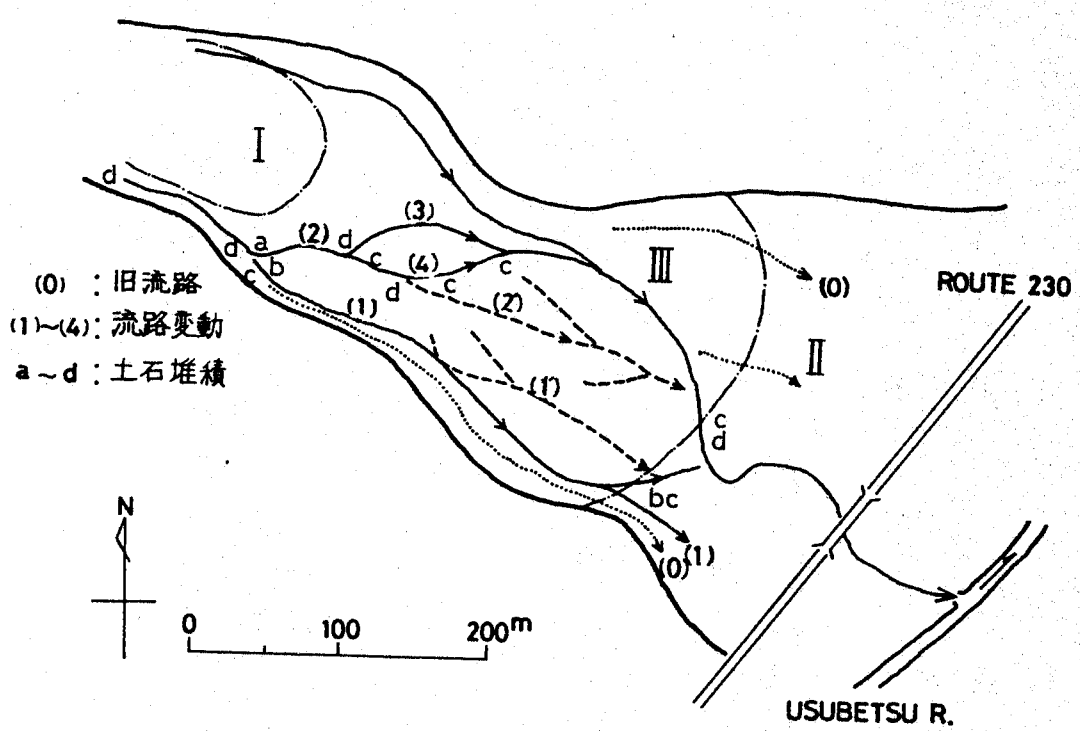 I
d
(3)
d a (2) d
c (4) c
b
c
d c
(1)
(2')
(1')
III
(0)
ROUTE 230
II
c
d
bc
(0) (1)
(0) : 旧流路
(1)~(4) : 流路変動
a ~ d : 土石堆積
N
0 100 200m
USUBETSU R.